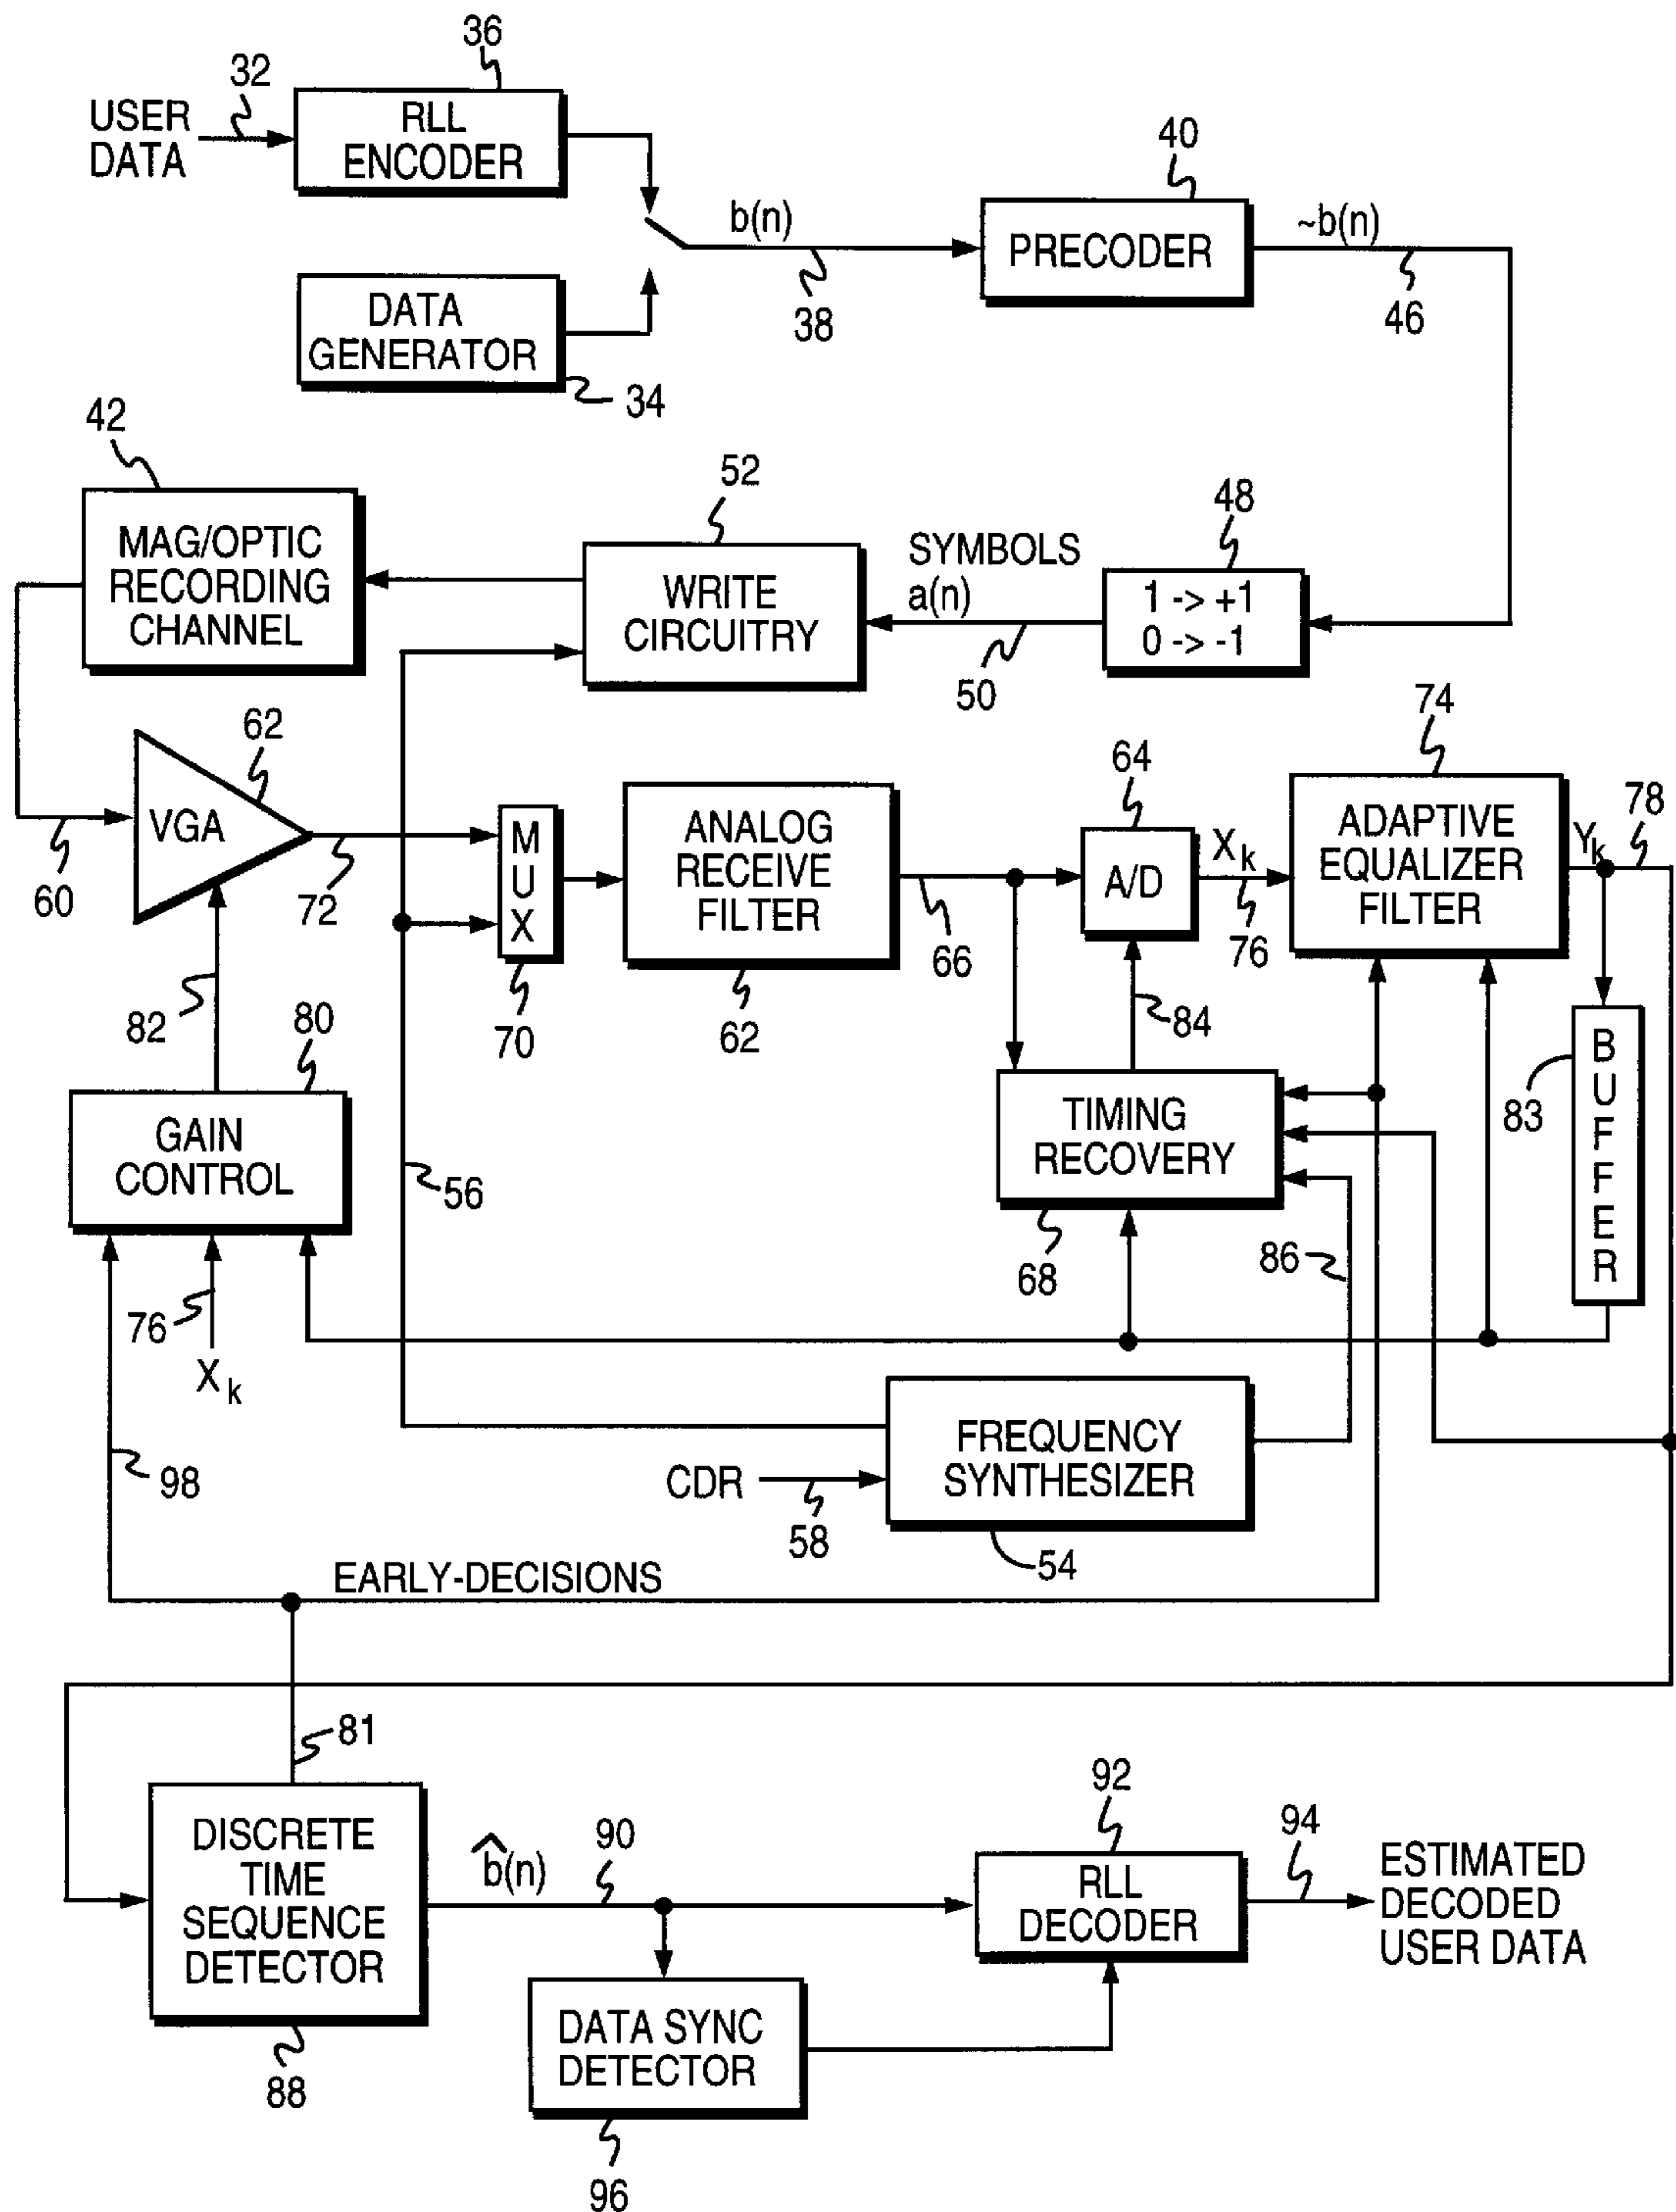 36
32
USER
DATA
RLL
ENCODER
40
b(n)
PRECODER
~b(n)
38
46
DATA
GENERATOR
34
42
52
48
MAG/OPTIC
RECORDING
CHANNEL
WRITE
CIRCUITRY
SYMBOLS
a(n)
1 -> +1
0 -> -1
50
74
62
64
78
VGA
MUX
ANALOG
RECEIVE
FILTER
A/D
Xk
ADAPTIVE
EQUALIZER
FILTER
Yk
60
72
66
76
70
62
84
82
80
GAIN
CONTROL
56
TIMING
RECOVERY
83
BUFFER
68
86
76
Xk
FREQUENCY
SYNTHESIZER
98
CDR
58
54
EARLY-DECISIONS
81
92
DISCRETE
TIME
SEQUENCE
DETECTOR
b̂(n)
90
RLL
DECODER
94
ESTIMATED
DECODED
USER DATA
DATA SYNC
DETECTOR
88
96